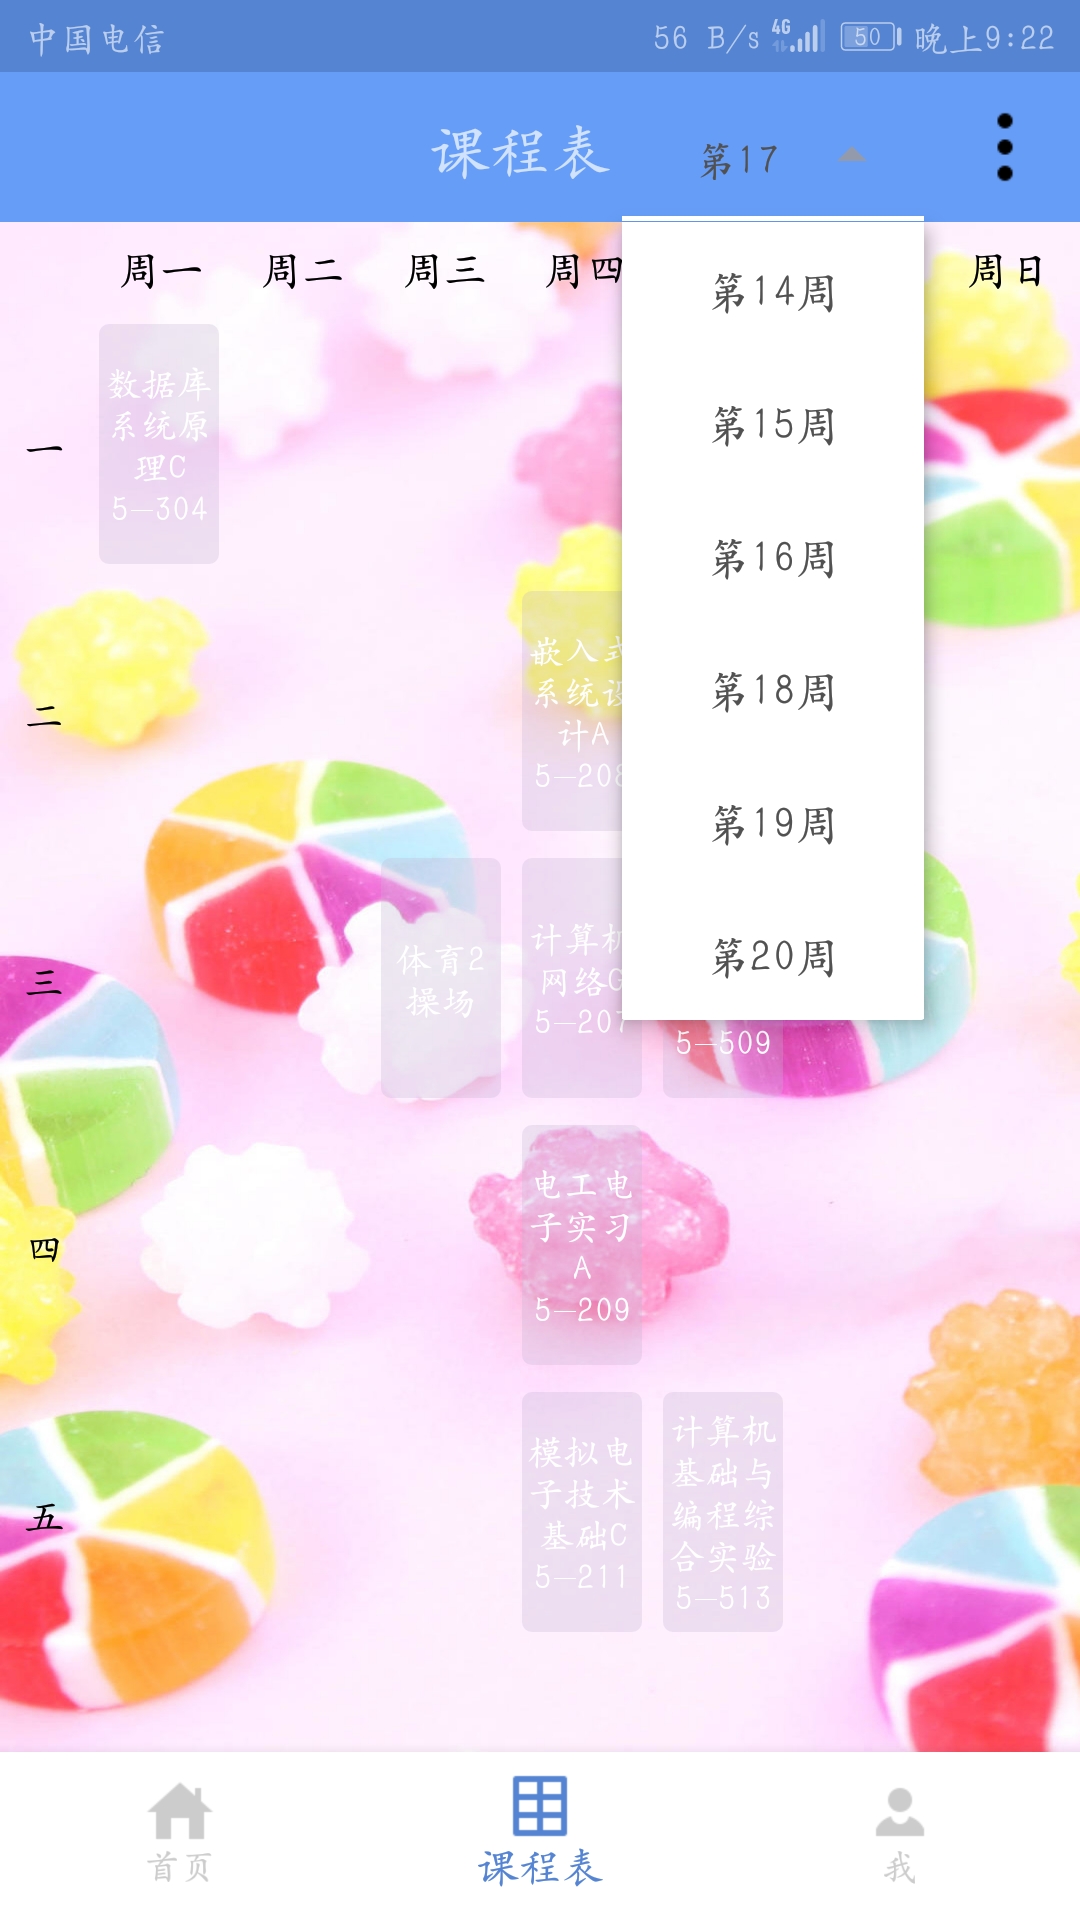 中国电信
56 B/s 4G 50 晚上9:22
课程表
第17
周一 周二 周三 周四 周日
第14周
第15周
第16周
第18周
第19周
第20周
一
数据库
系统原
理C
5—304
二
嵌入式
系统设
计A
5—208
三
体育2
操场
计算机
网络G
5—207
5—509
四
电工电
子实习
A
5—209
五
模拟电
子技术
基础C
5—211
计算机
基础与
编程综
合实验
5—513
首页
课程表
我